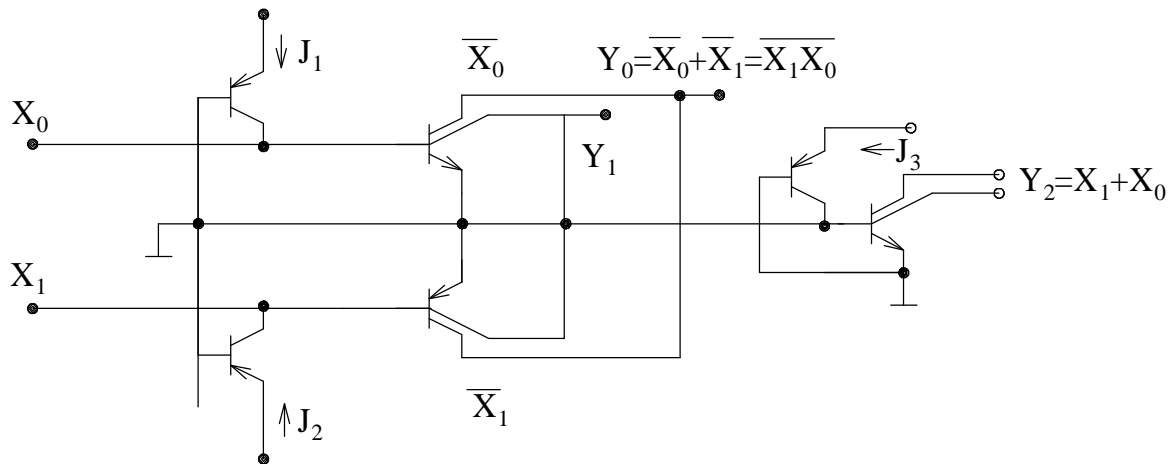 J₁
X̅₀
Y₀=X̅₀+X̅₁=X̅₁X̅₀
X₀
Y₁
J₃
Y₂=X₁+X₀
X₁
X̅₁
J₂